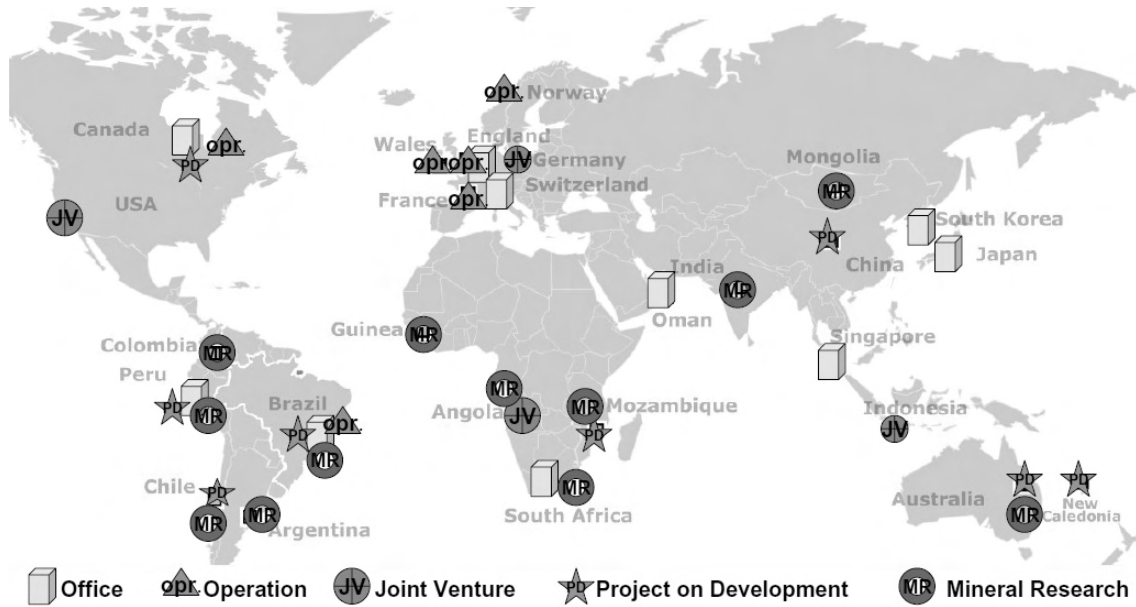 opr.
Norway
Canada
opr.
Wales
England
opr.
opr.
JV
Germany
PD
Mongolia
MR
Switzerland
France
opr.
USA
JV
South Korea
PD
China
Japan
India
MR
Oman
Guinea
MR
Singapore
Colombia
MR
Peru
PD
MR
Brazil
PD
opr.
MR
MR
Angola
JV
MR
Mozambique
PD
Indonesia
JV
Chile
PD
MR
MR
Argentina
MR
South Africa
Australia
PD
PD
MR
New
Caledonia
Office
opr. Operation
JV Joint Venture
PD Project on Development
MR Mineral Research